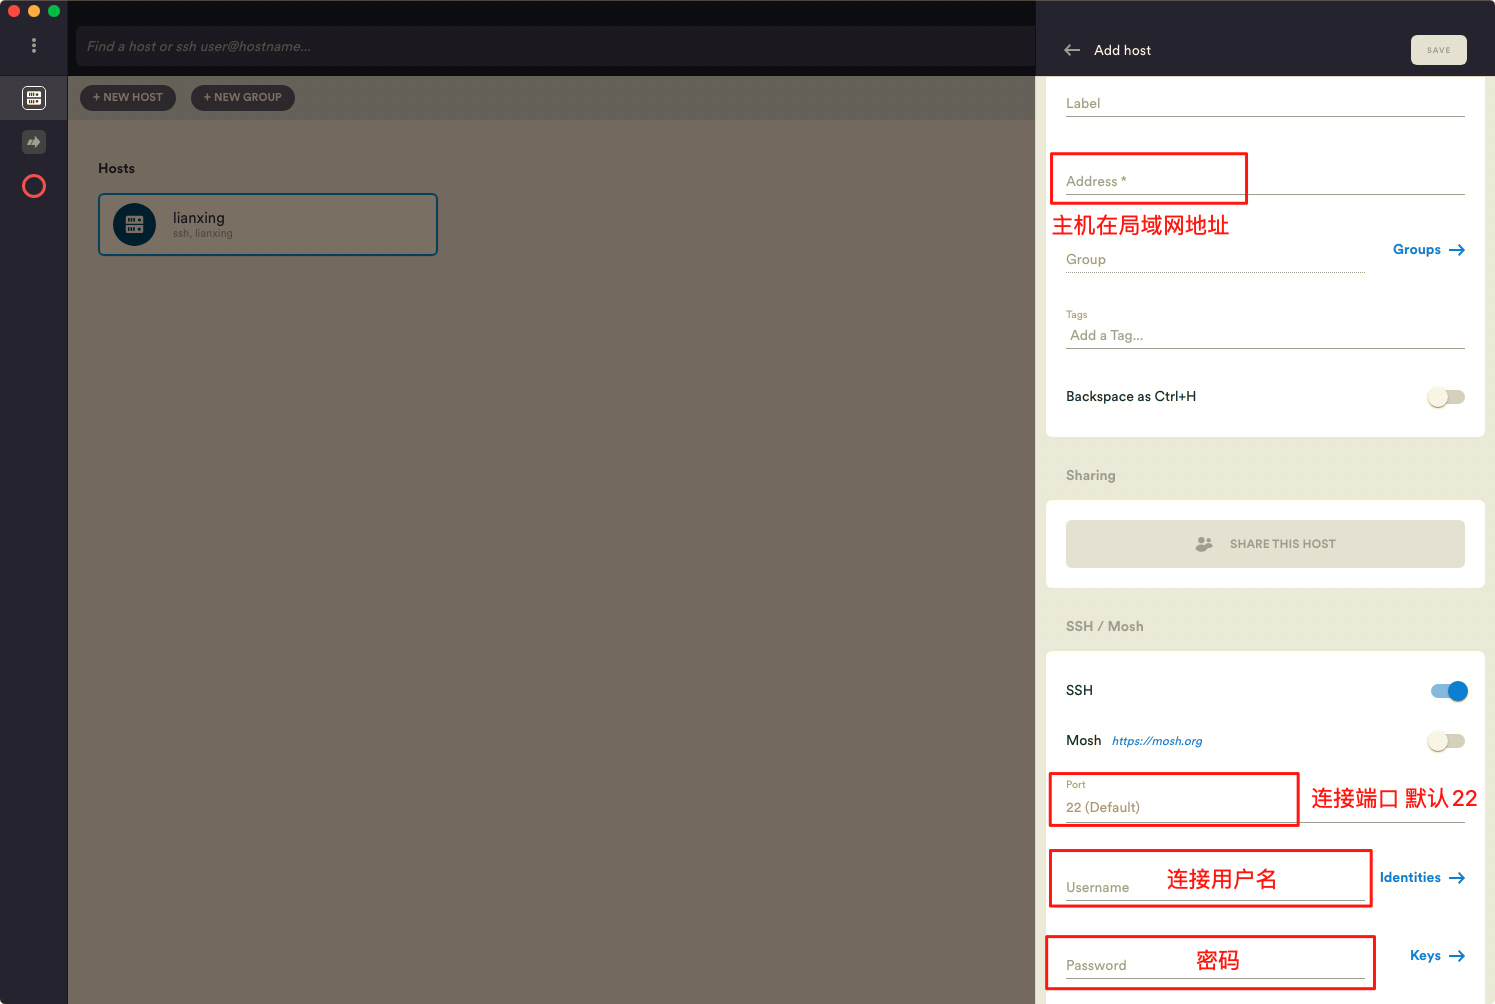 Find a host or ssh user@hostname...
Add host
SAVE
+ NEW HOST
+ NEW GROUP
Label
Hosts
lianxing
ssh, lianxing
Address *
主机在局域网地址
Groups
Group
Tags
Add a Tag...
Backspace as Ctrl+H
Sharing
SHARE THIS HOST
SSH / Mosh
SSH
Mosh https://mosh.org
Port
22 (Default)
连接端口 默认22
Username
连接用户名
Identities
Password
密码
Keys